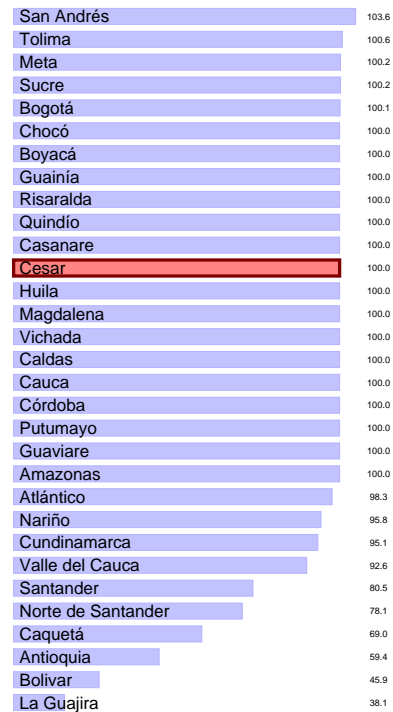 San Andrés 103.6
Tolima 100.6
Meta 100.2
Sucre 100.2
Bogotá 100.1
Chocó 100.0
Boyacá 100.0
Guainía 100.0
Risaralda 100.0
Quindío 100.0
Casanare 100.0
Cesar 100.0
Huila 100.0
Magdalena 100.0
Vichada 100.0
Caldas 100.0
Cauca 100.0
Córdoba 100.0
Putumayo 100.0
Guaviare 100.0
Amazonas 100.0
Atlántico 98.3
Nariño 95.8
Cundinamarca 95.1
Valle del Cauca 92.6
Santander 80.5
Norte de Santander 78.1
Caquetá 69.0
Antioquia 59.4
Bolivar 45.9
La Guajira 38.1